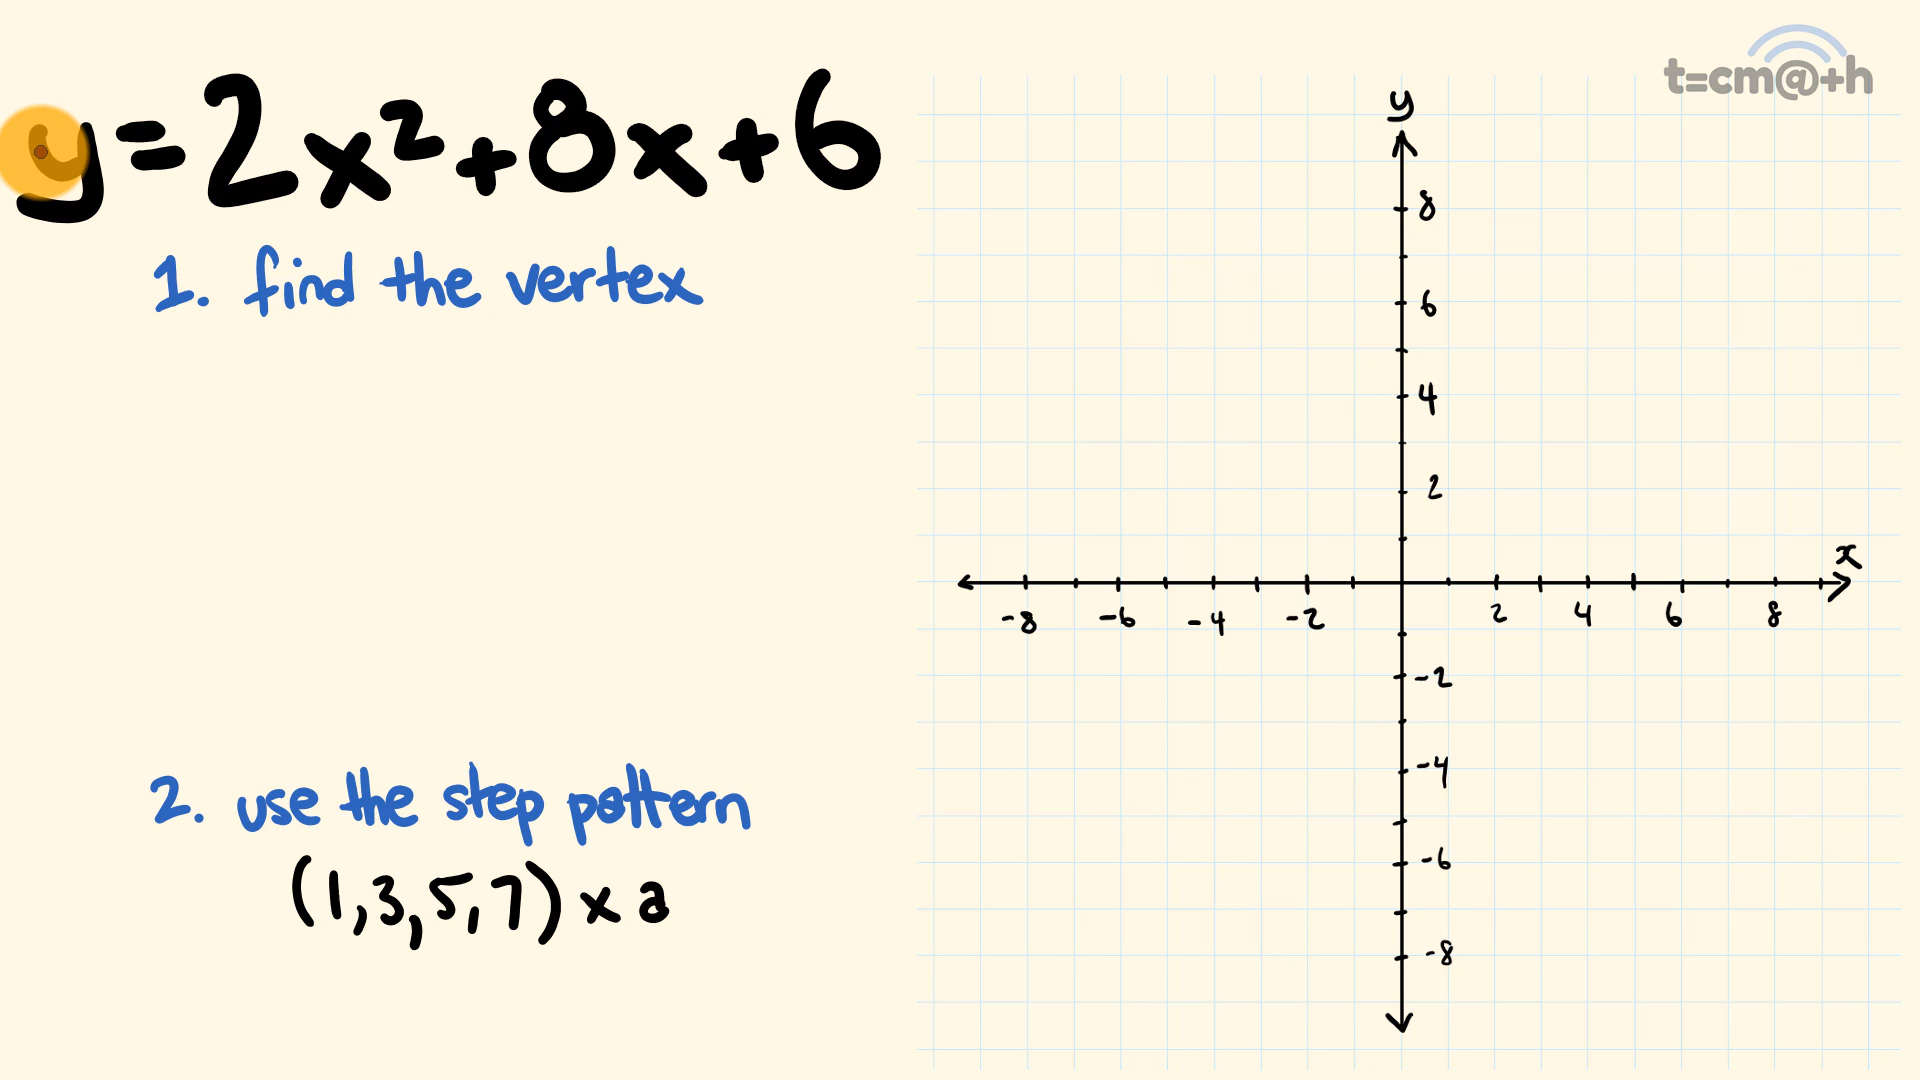 t=cm@+h
y=2x²+8x+6
1. find the vertex
2. use the step pattern
(1,3,5,7) x a
y
8
6
4
2
x
-8 -6 -4 -2 2 4 6 8
-2
-4
-6
-8